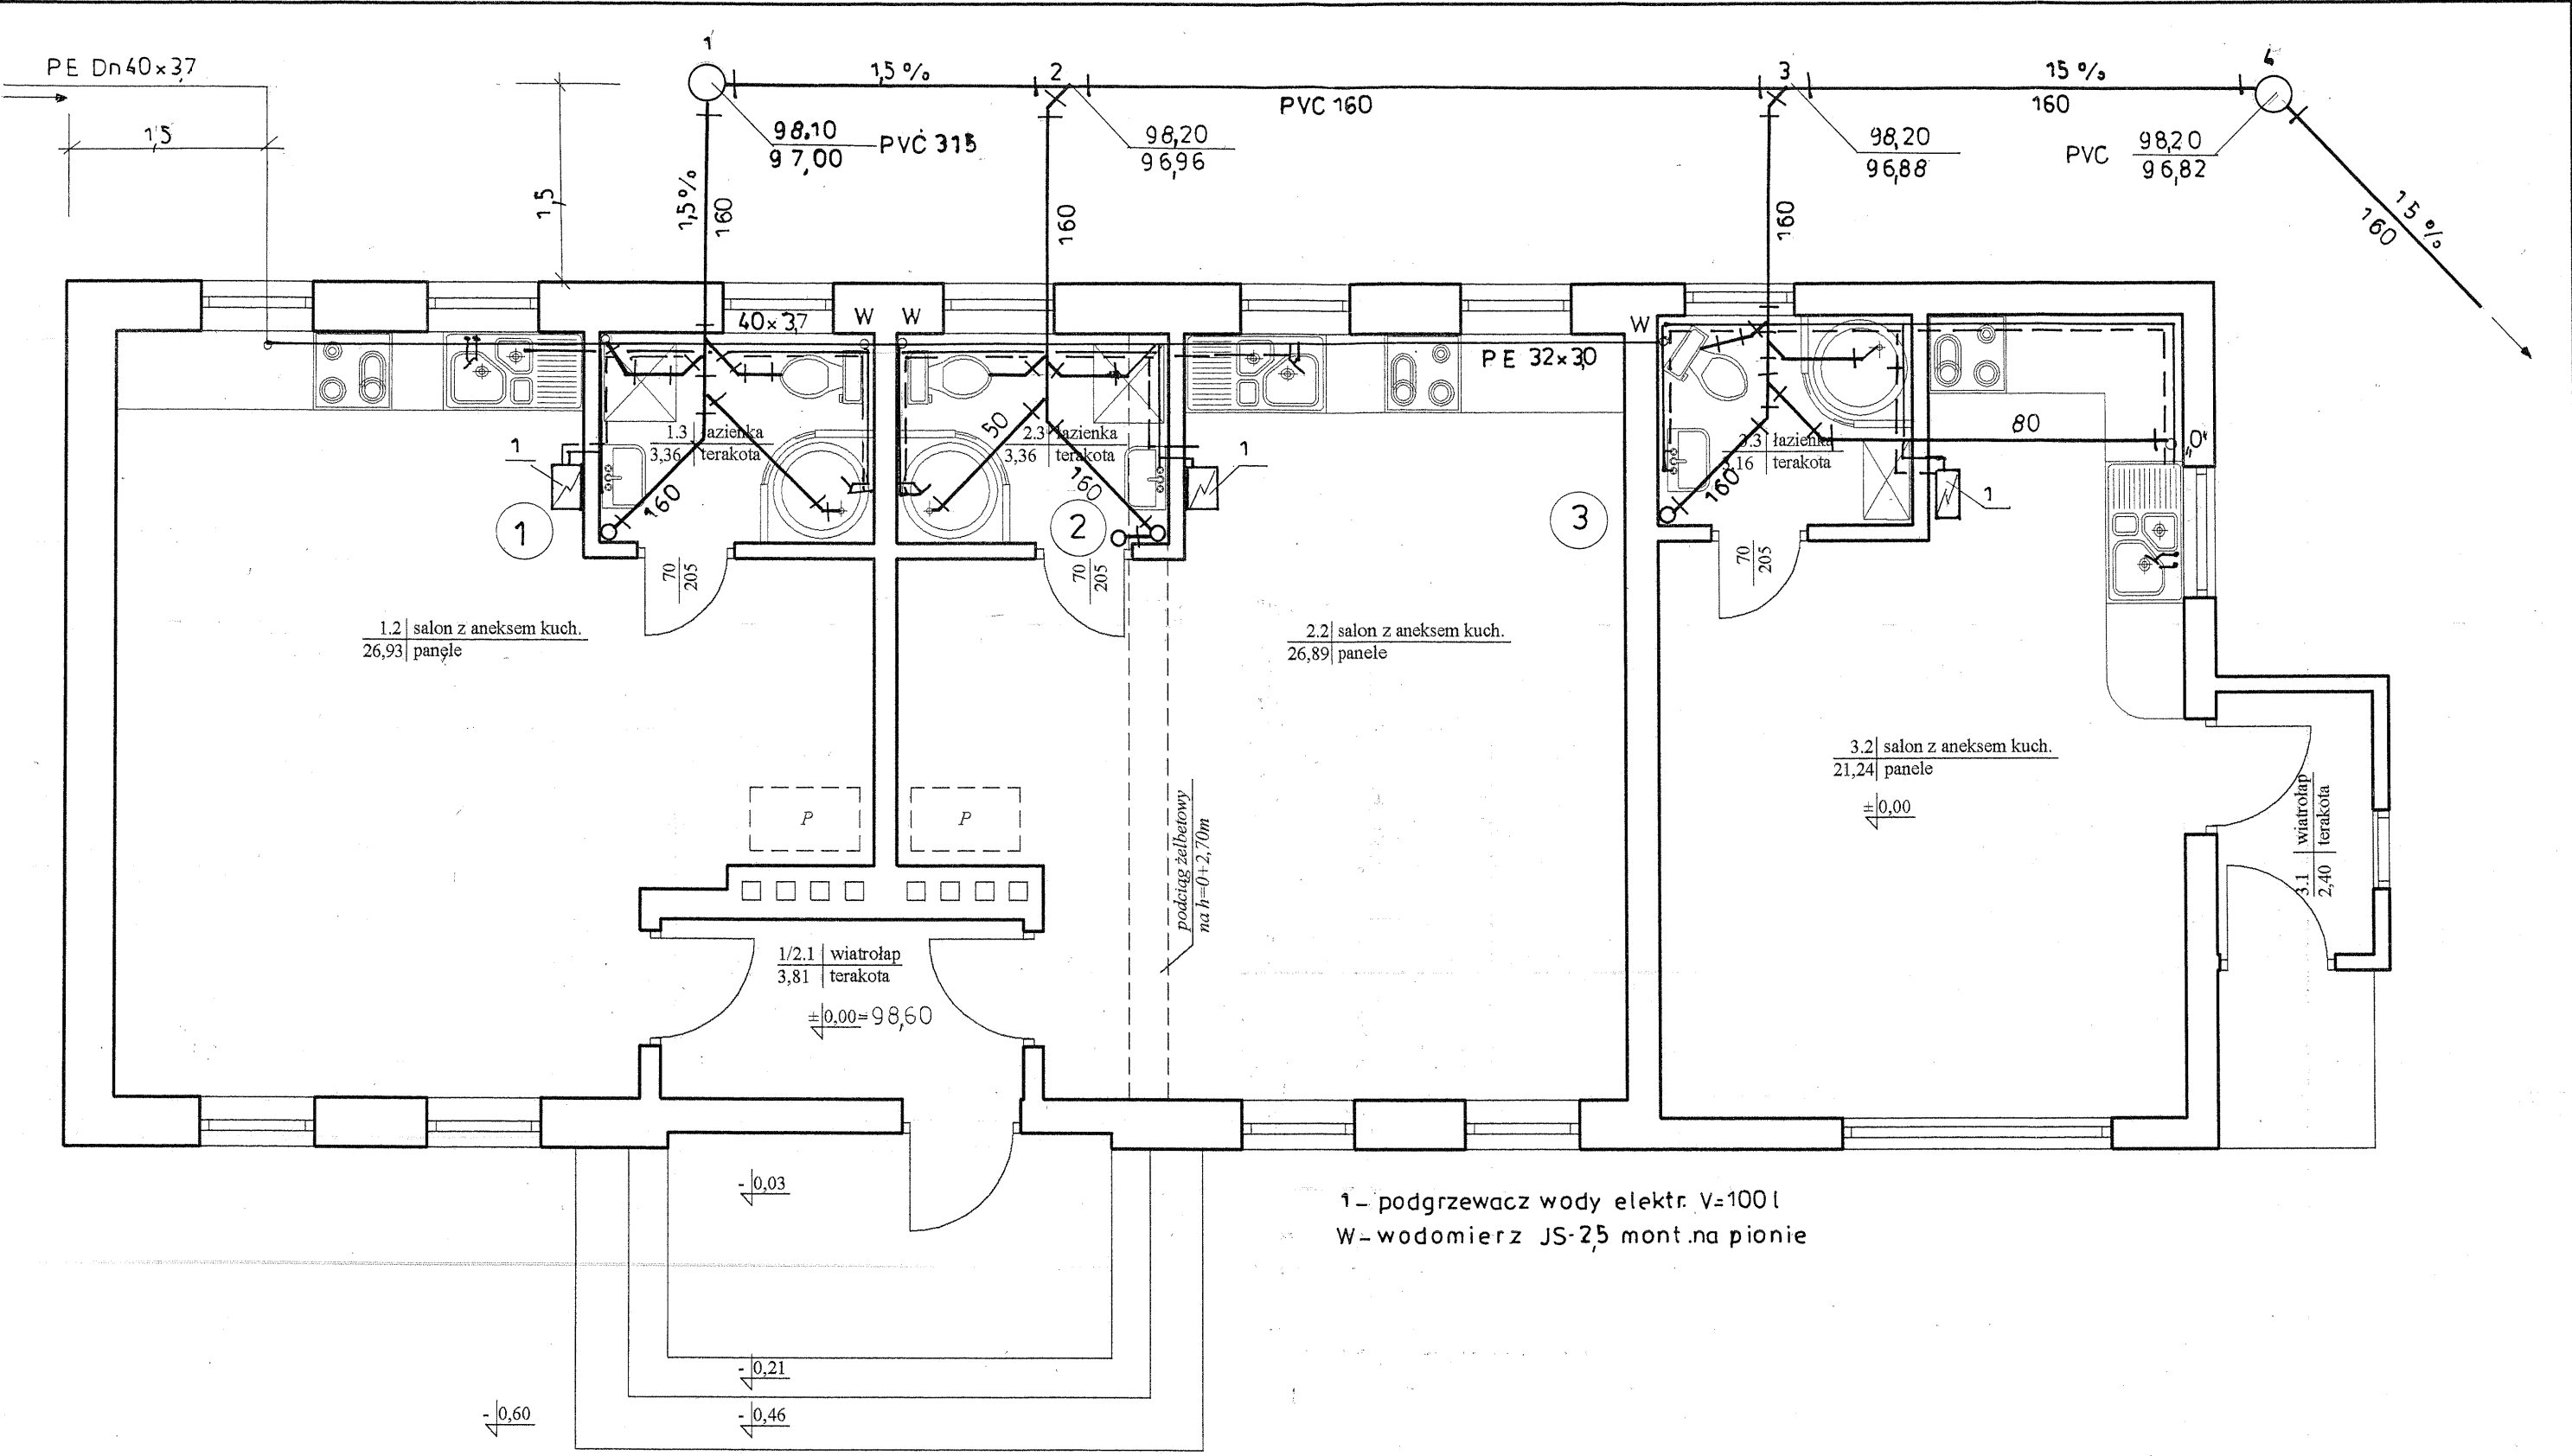 1
PE Dn40×3,7
1,5 %
2
3
15 %
4
PVC 160
160
1,5
98.10
97,00
PVC 315
98,20
96,96
98,20
96,88
PVC
98,20
96,82
1,5
1,5 %
160
160
160
15 %
160
40×3,7
W
W
W
PE 32×3,0
1
1.3 łazienka
3,36 terakota
50
2.3 łazienka
3,36 terakota
1
3.3 łazienka
16 terakota
80
160
160
160
1
1
2
3
70
205
70
205
70
205
1.2 salon z aneksem kuch.
26,93 panele
2.2 salon z aneksem kuch.
26,89 panele
3.2 salon z aneksem kuch.
21,24 panele
±0,00
P
P
podciąg żelbetowy
na h=0+2,70m
3.1 wiatrołap
2,40 terakota
1/2.1 wiatrołap
3,81 terakota
±0,00=98,60
-0,03
1- podgrzewacz wody elektr. V=100 l
W-wodomierz JS-2,5 mont.na pionie
-0,21
-0,46
-0,60